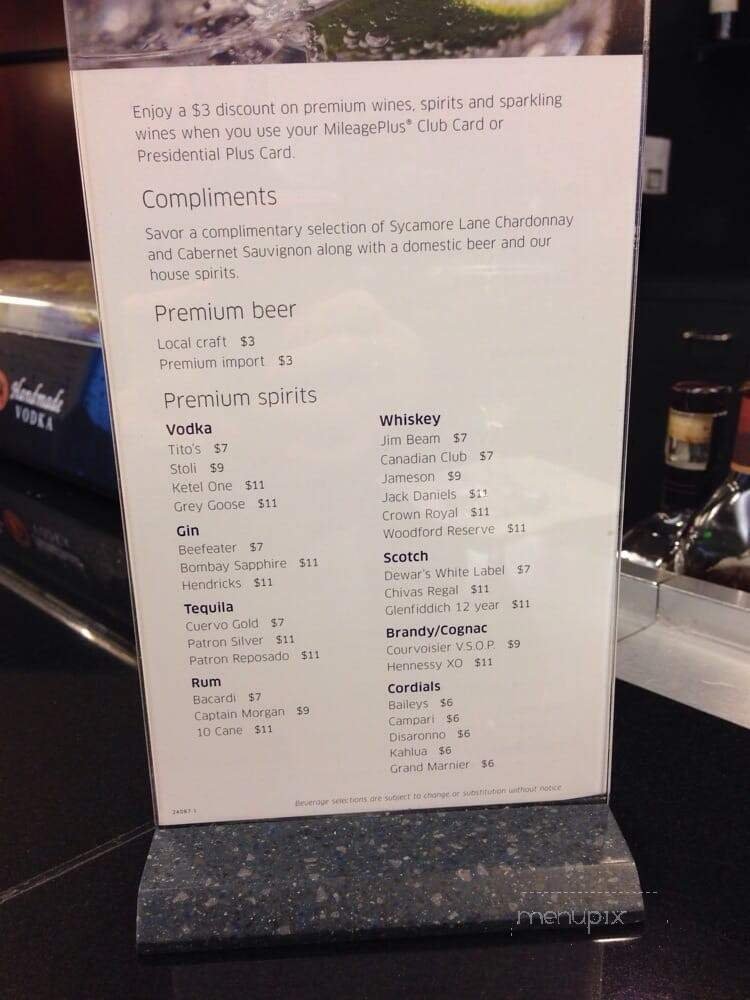 Enjoy a $3 discount on premium wines, spirits and sparkling
wines when you use your MileagePlus® Club Card or
Presidential Plus Card.
Compliments
Savor a complimentary selection of Sycamore Lane Chardonnay
and Cabernet Sauvignon along with a domestic beer and our
house spirits.
Premium beer
Local craft $3
Premium import $3
Premium spirits
Vodka
Tito's $7
Stoli $9
Ketel One $11
Grey Goose $11
Gin
Beefeater $7
Bombay Sapphire $11
Hendricks $11
Tequila
Cuervo Gold $7
Patron Silver $11
Patron Reposado $11
Rum
Bacardi $7
Captain Morgan $9
10 Cane $11
Whiskey
Jim Beam $7
Canadian Club $7
Jameson $9
Jack Daniels $11
Crown Royal $11
Woodford Reserve $11
Scotch
Dewar's White Label $7
Chivas Regal $11
Glenfiddich 12 year $11
Brandy/Cognac
Courvoisier V.S.O.P. $9
Hennessy XO $11
Cordials
Baileys $6
Campari $6
Disaronno $6
Kahlua $6
Grand Marnier $6
Beverage selections are subject to change or substitution without notice
Handmade
VODKA
menupix